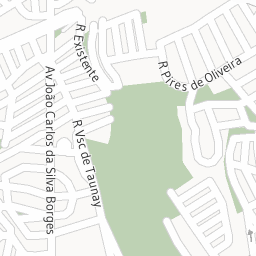 R Existente
R Pires de Oliveira
Av João Carlos da Silva Borges
R Vsc de Taunay